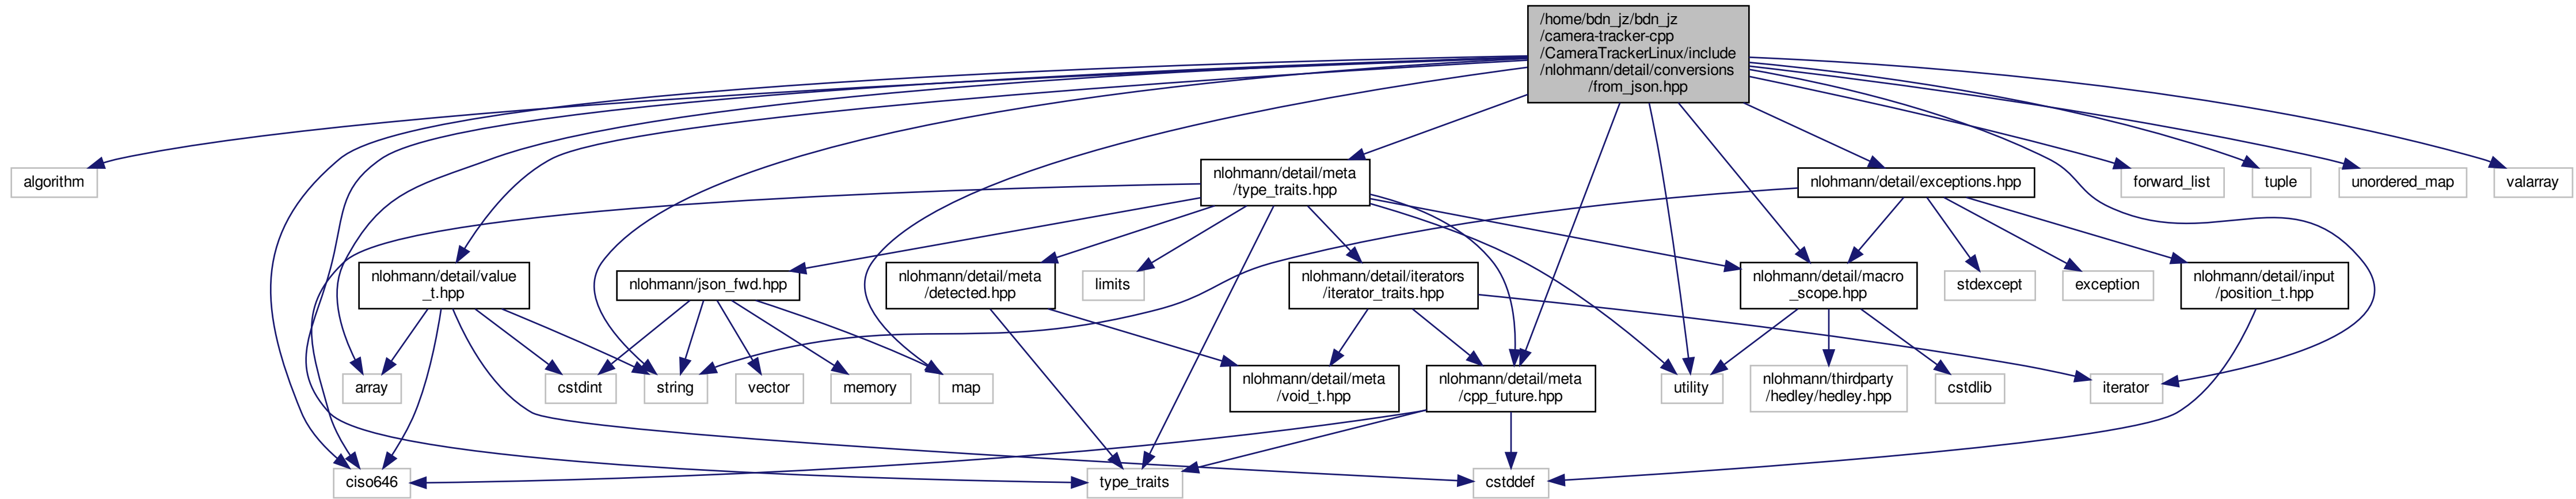 /home/bdn_jz/bdn_jz
/camera-tracker-cpp
/CameraTrackerLinux/include
/nlohmann/detail/conversions
/from_json.hpp
algorithm
nlohmann/detail/meta
/type_traits.hpp
nlohmann/detail/exceptions.hpp
forward_list
tuple
unordered_map
valarray
nlohmann/detail/value
_t.hpp
nlohmann/json_fwd.hpp
nlohmann/detail/meta
/detected.hpp
limits
nlohmann/detail/iterators
/iterator_traits.hpp
nlohmann/detail/macro
_scope.hpp
stdexcept
exception
nlohmann/detail/input
/position_t.hpp
array
cstdint
string
vector
memory
map
nlohmann/detail/meta
/void_t.hpp
nlohmann/detail/meta
/cpp_future.hpp
utility
nlohmann/thirdparty
/hedley/hedley.hpp
cstdlib
iterator
ciso646
type_traits
cstddef